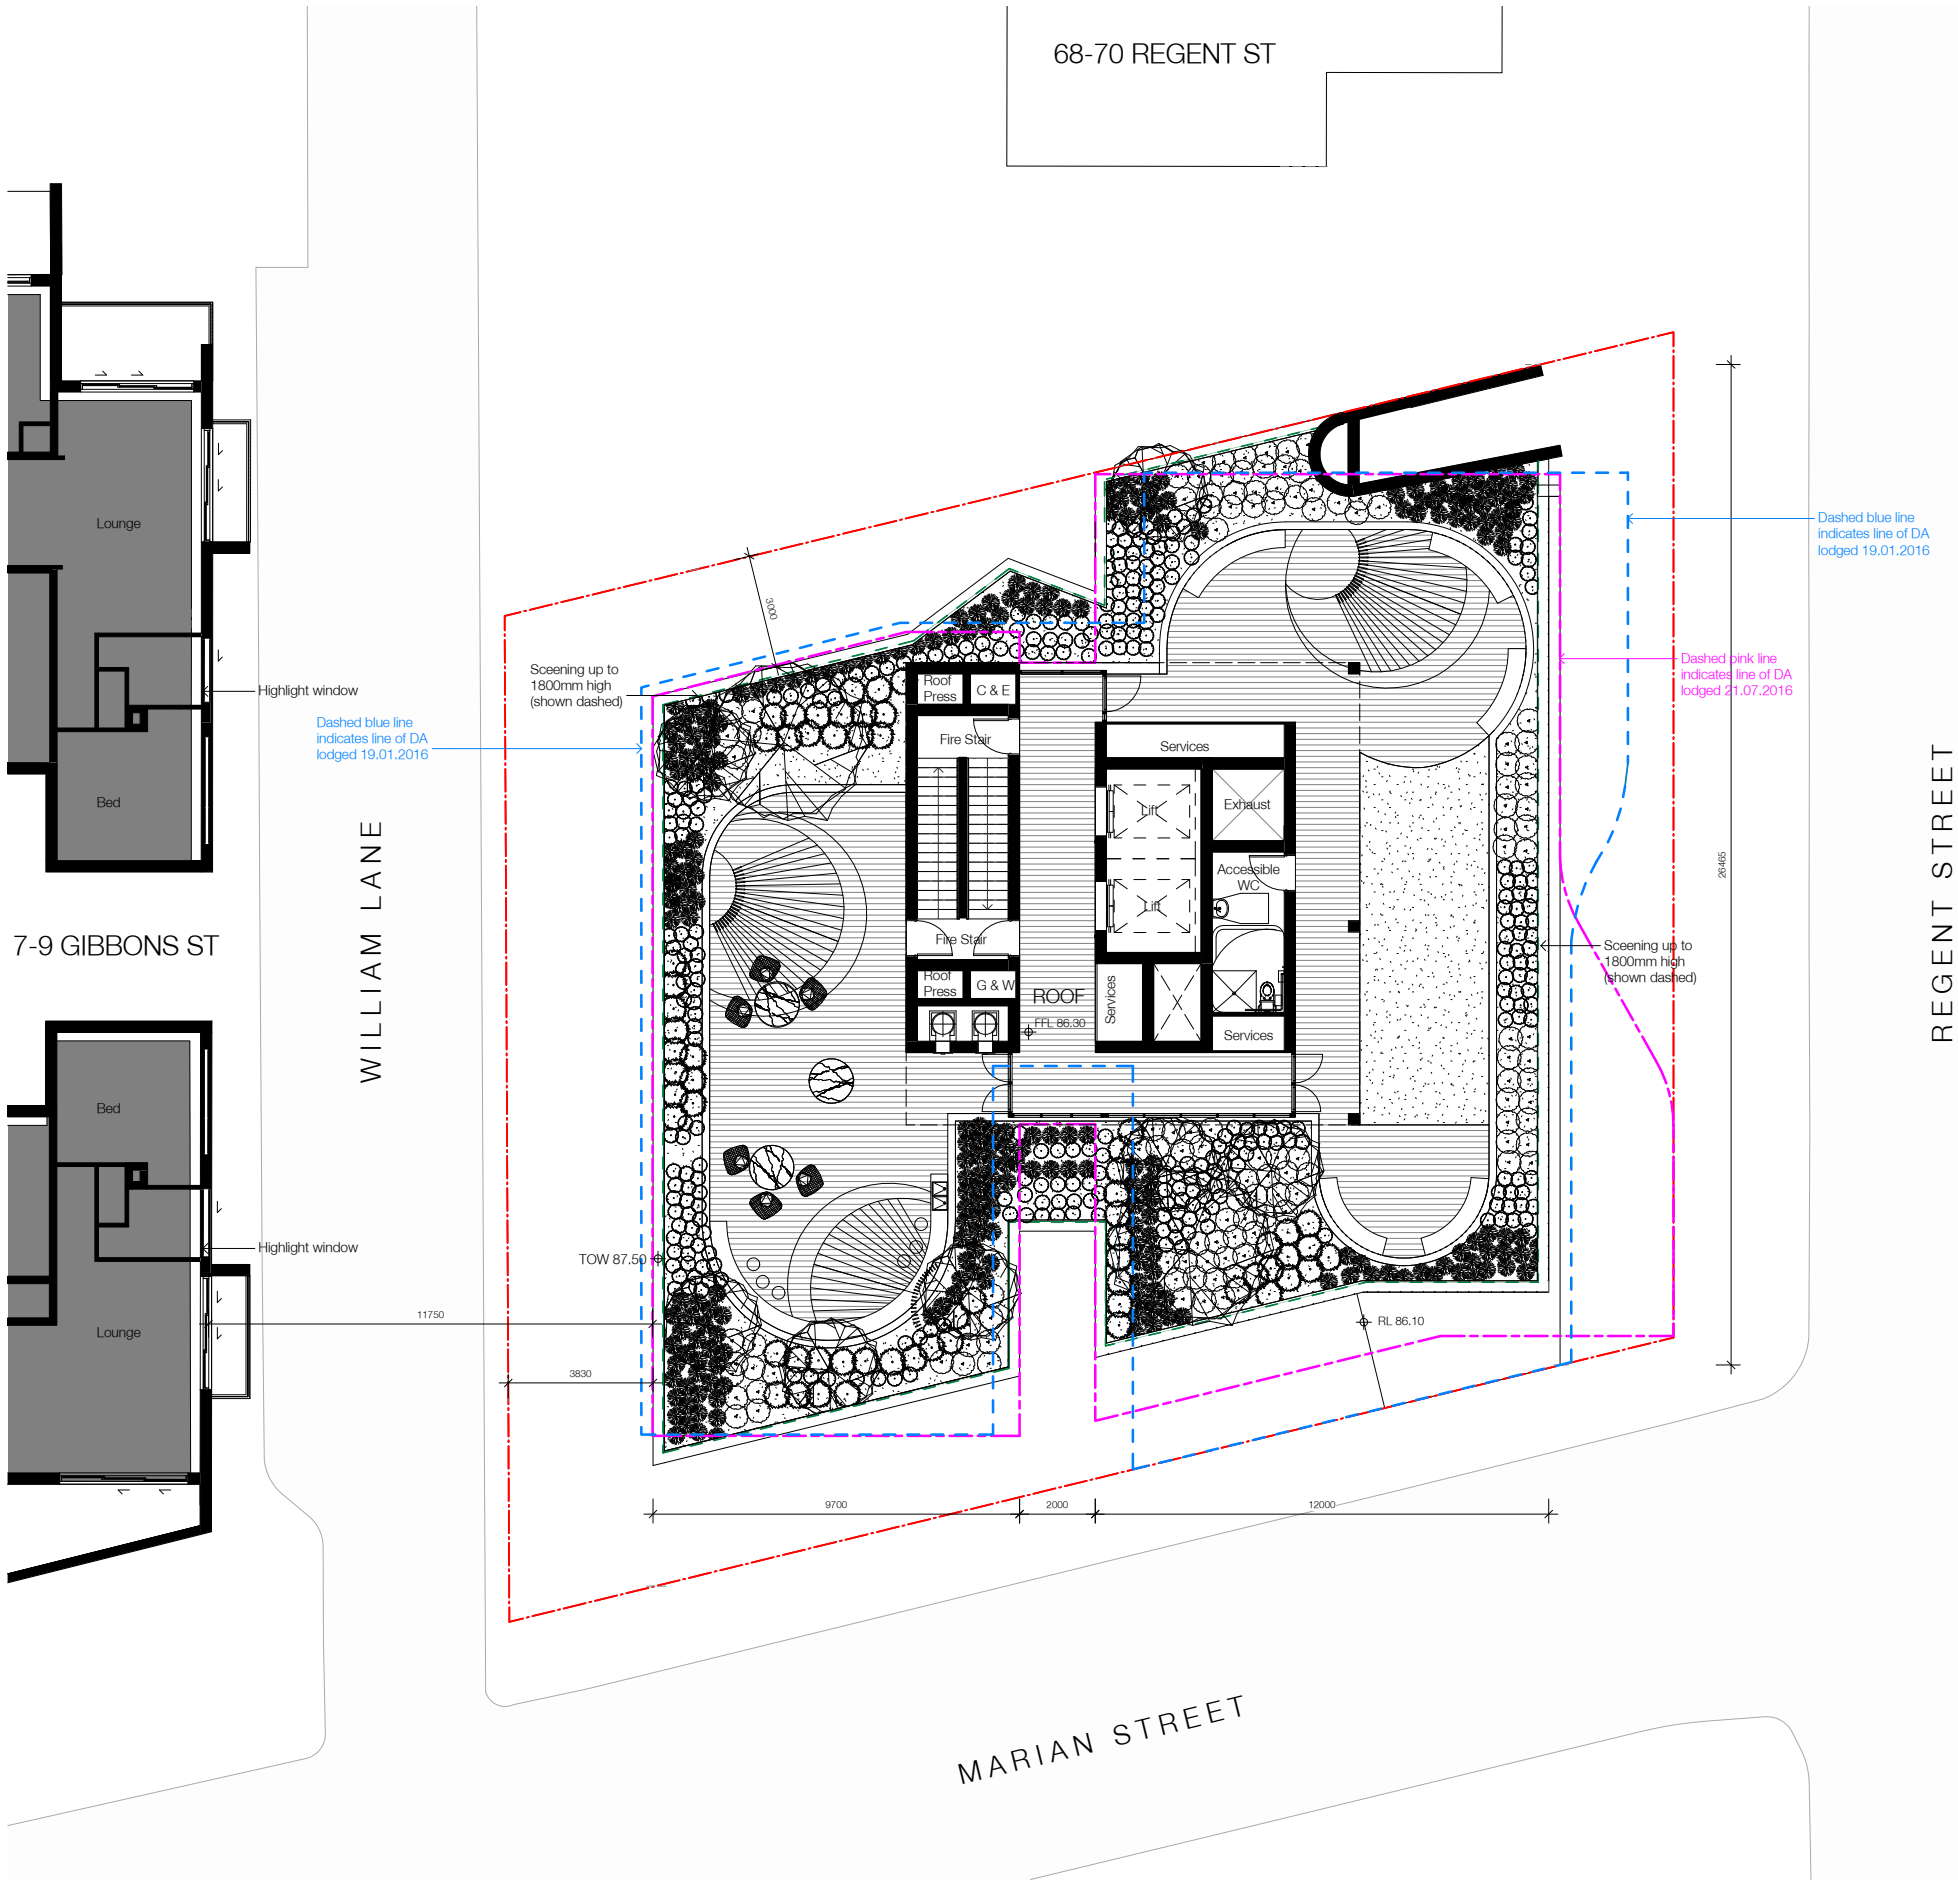 68-70 REGENT ST
Lounge
Dashed blue line
indicates line of DA
lodged 19.01.2016
3000
Sceening up to
1800mm high
(shown dashed)
Highlight window
Dashed pink line
indicates line of DA
lodged 21.07.2016
Roof
Press
C & E
Dashed blue line
indicates line of DA
lodged 19.01.2016
Fire Stair
Services
Bed
Lift
Exhaust
WILLIAM LANE
REGENT STREET
26465
Accessible
WC
Lift
7-9 GIBBONS ST
Fire Stair
Sceening up to
1800mm high
(shown dashed)
Roof
Press
G & W
ROOF
Services
FFL 86.30
Services
Bed
Highlight window
TOW 87.50
11750
Lounge
RL 86.10
3830
9700
2000
12000
MARIAN STREET